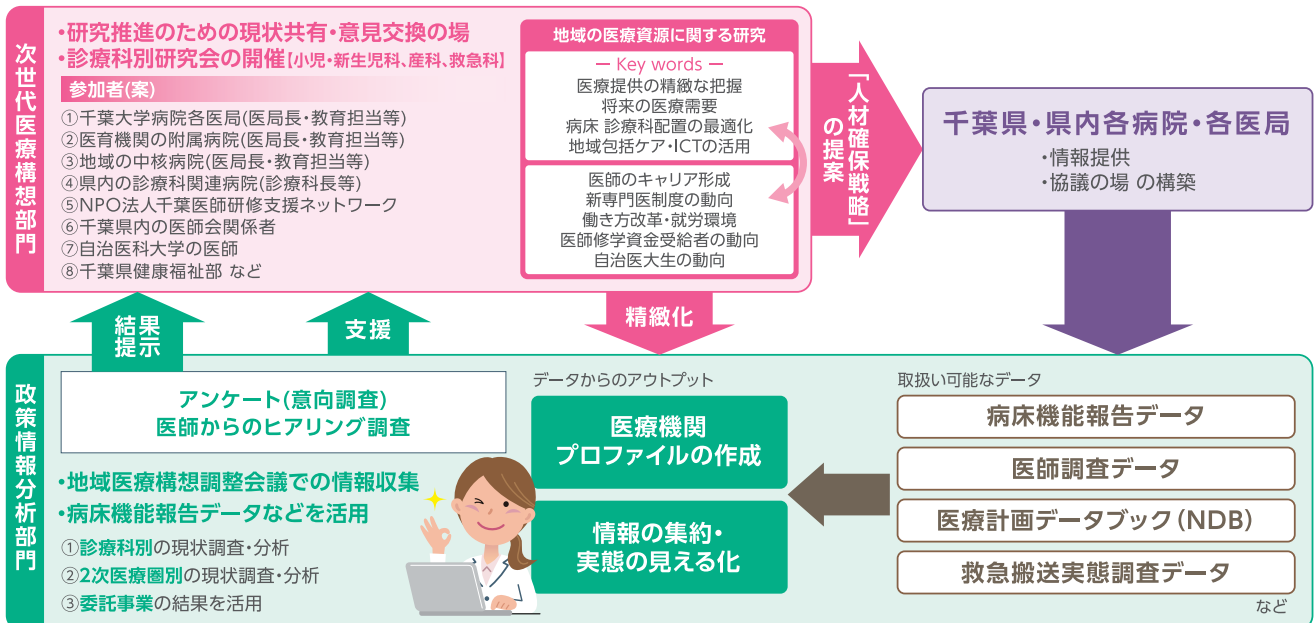 次世代医療構想部門
・研究推進のための現状共有・意見交換の場
・診療科別研究会の開催【小児・新生児科、産科、救急科】
参加者(案)
①千葉大学病院各医局(医局長・教育担当等)
②医育機関の附属病院(医局長・教育担当等)
③地域の中核病院(医局長・教育担当等)
④県内の診療科関連病院(診療科長等)
⑤NPO法人千葉医師研修支援ネットワーク
⑥千葉県内の医師会関係者
⑦自治医科大学の医師
⑧千葉県健康福祉部 など
地域の医療資源に関する研究
― Key words ―
医療提供の精緻な把握
将来の医療需要
病床 診療科配置の最適化
地域包括ケア・ICTの活用
医師のキャリア形成
新専門医制度の動向
働き方改革・就労環境
医師修学資金受給者の動向
自治医大生の動向
「人材確保戦略」
の提案
千葉県・県内各病院・各医局
・情報提供
・協議の場 の構築
結果
提示
支援
精緻化
政策情報分析部門
アンケート(意向調査)
医師からのヒアリング調査
・地域医療構想調整会議での情報収集
・病床機能報告データなどを活用
①診療科別の現状調査・分析
②2次医療圏別の現状調査・分析
③委託事業の結果を活用
データからのアウトプット
医療機関
プロファイルの作成
情報の集約・
実態の見える化
取扱い可能なデータ
病床機能報告データ
医師調査データ
医療計画データブック(NDB)
救急搬送実態調査データ
など